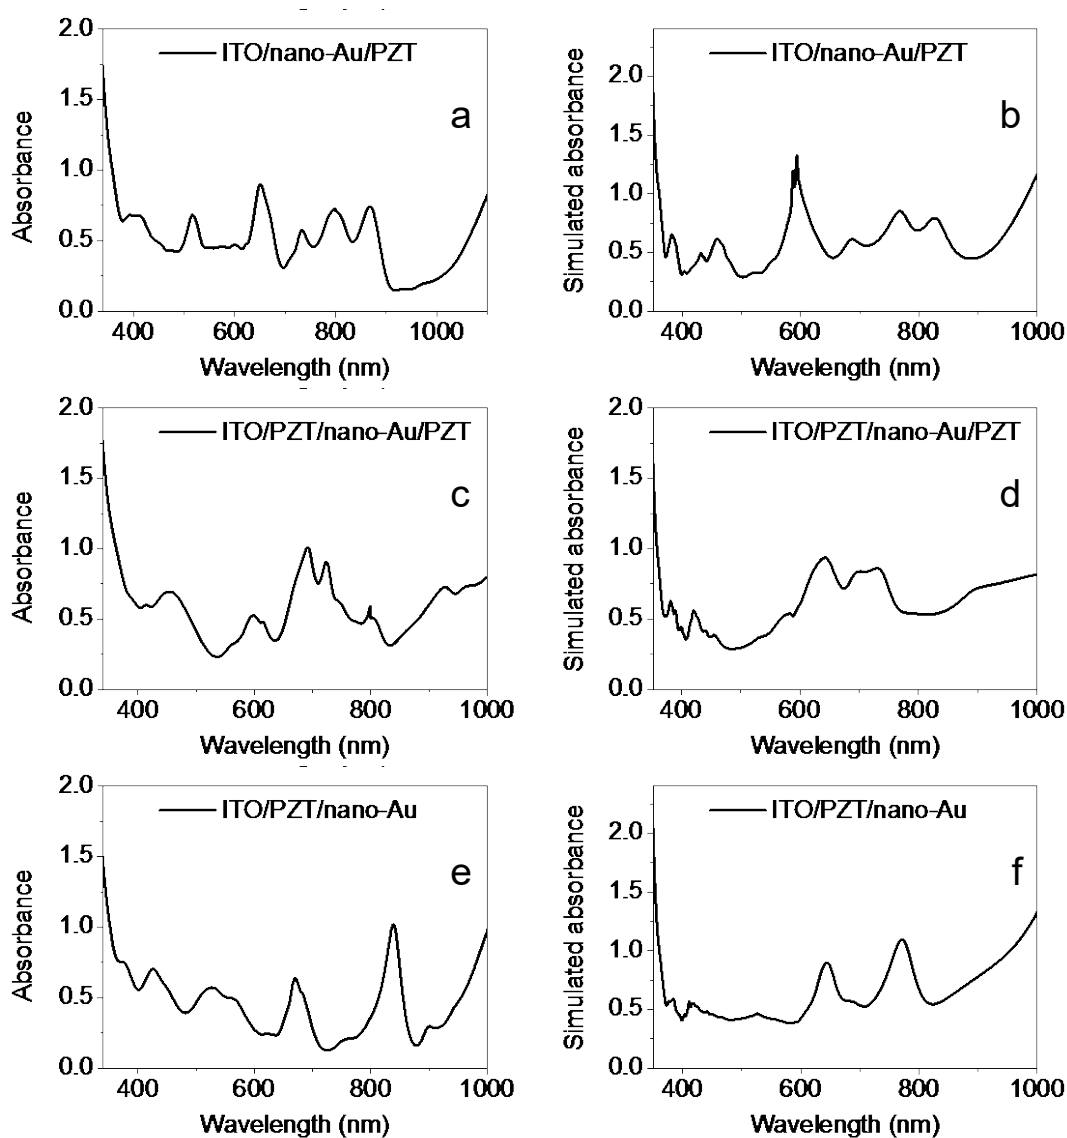 2.0
1.5
1.0
0.5
0.0
Absorbance
ITO/nano-Au/PZT
a
400 600 800 1000
Wavelength (nm)
2.0
1.5
1.0
0.5
0.0
Simulated absorbance
ITO/nano-Au/PZT
b
400 600 800 1000
Wavelength (nm)
2.0
1.5
1.0
0.5
0.0
Absorbance
ITO/PZT/nano-Au/PZT
c
400 600 800 1000
Wavelength (nm)
2.0
1.5
1.0
0.5
0.0
Simulated absorbance
ITO/PZT/nano-Au/PZT
d
400 600 800 1000
Wavelength (nm)
2.0
1.5
1.0
0.5
0.0
Absorbance
ITO/PZT/nano-Au
e
400 600 800 1000
Wavelength (nm)
2.0
1.5
1.0
0.5
0.0
Simulated absorbance
ITO/PZT/nano-Au
f
400 600 800 1000
Wavelength (nm)